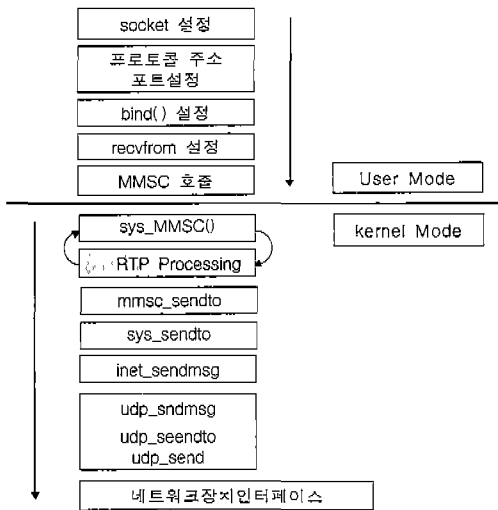 socket 설정
프로토콜 주소
포트설정
bind() 설정
recvfrom 설정
MMSC 호출
User Mode
sys_MMSC()
kernel Mode
RTP Processing
mmsc_sendto
sys_sendto
inet_sendmsg
udp_sndmsg
udp_seendto
udp_send
네트워크장치인터페이스